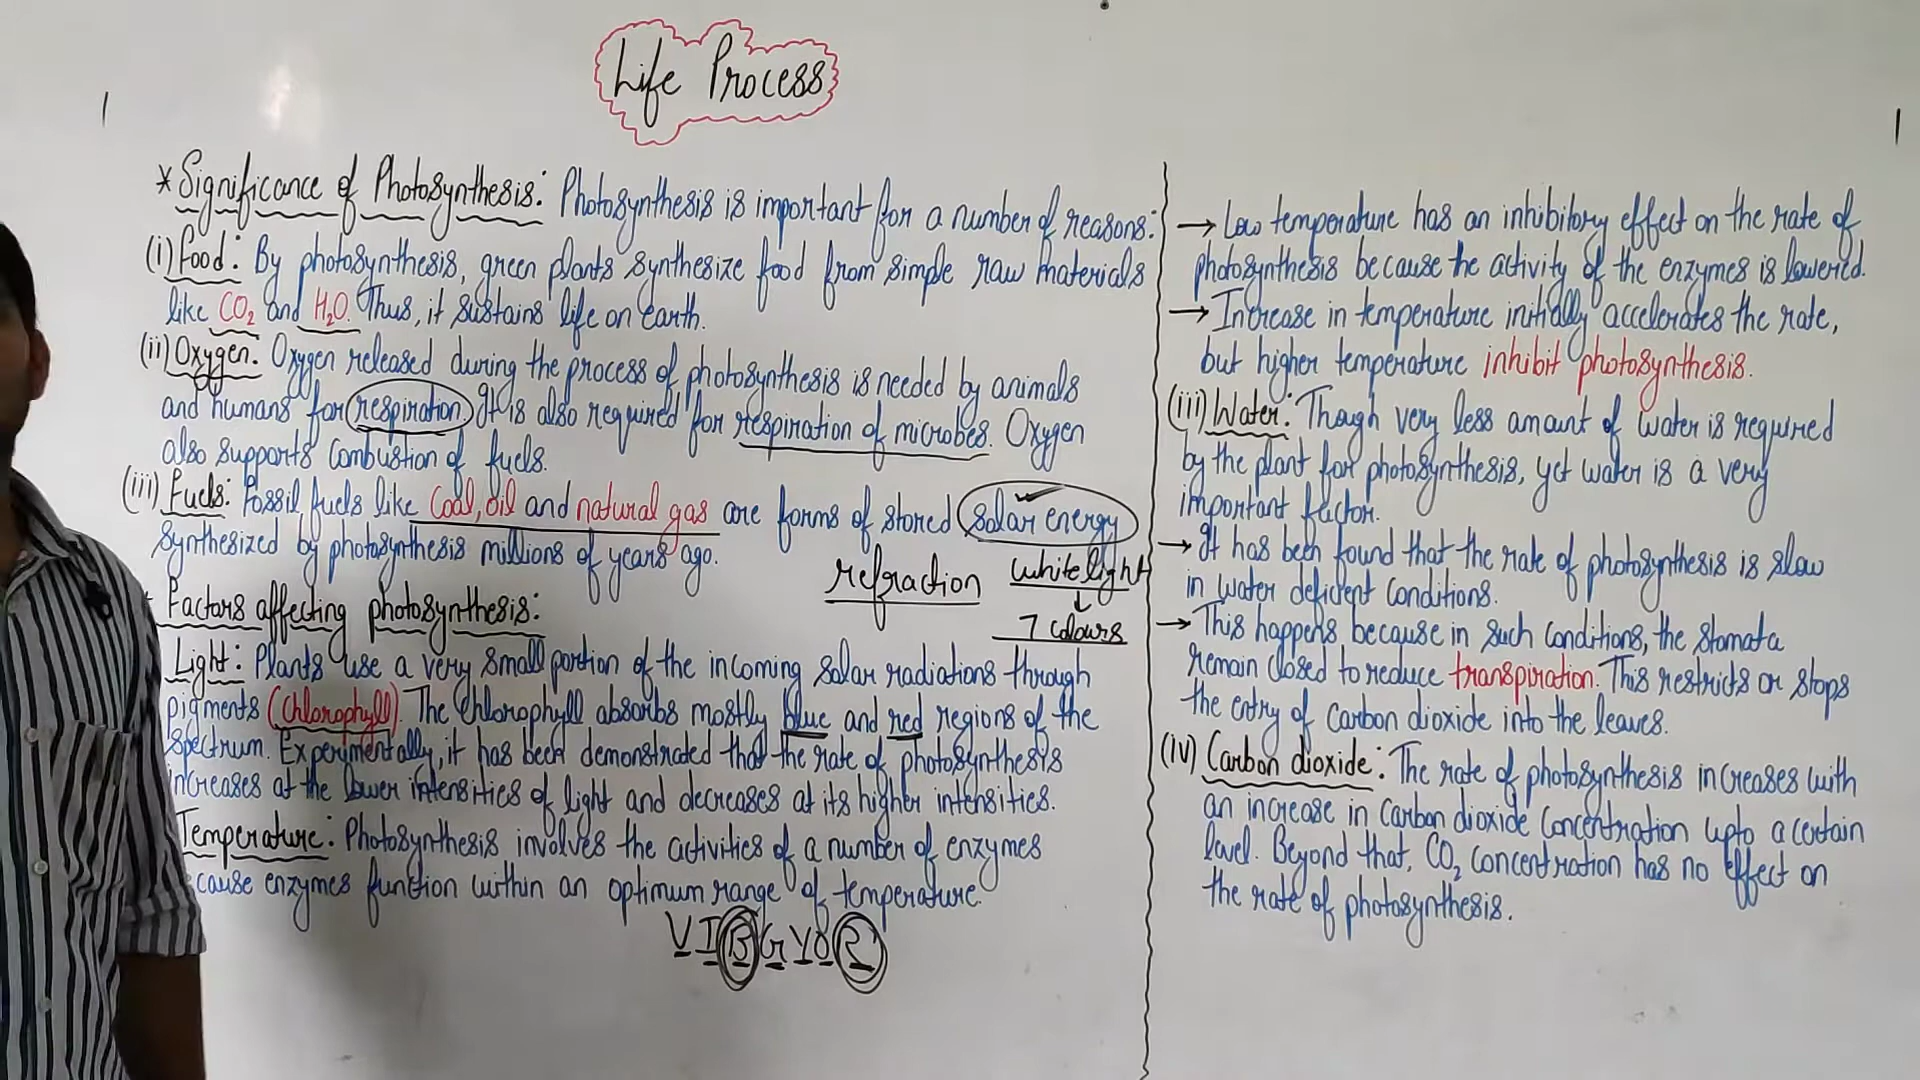 Life Process
* Significance of Photosynthesis: Photosynthesis is important for a number of reasons:
(i) Food: By photosynthesis, green plants synthesize food from simple raw materials
like CO₂ and H₂O. Thus, it sustains life on earth.
(ii) Oxygen. Oxygen released during the process of photosynthesis is needed by animals
and humans for respiration. It is also required for respiration of microbes. Oxygen
also supports combustion of fuels.
(iii) Fuels: Fossil fuels like Coal, oil and natural gas are forms of stored solar energy
synthesized by photosynthesis millions of years ago.
refraction white light
↓
7 colours
Factors affecting photosynthesis:
Light: Plants use a very small portion of the incoming solar radiations through
pigments (Chlorophyll). The Chlorophyll absorbs mostly blue and red regions of the
spectrum. Experimentally, it has been demonstrated that the rate of photosynthesis
increases at the lower intensities of light and decreases at its higher intensities.
Temperature: Photosynthesis involves the activities of a number of enzymes
cause enzymes function within an optimum range of temperature.
VIBGYOR
→ Low temperature has an inhibitory effect on the rate of
photosynthesis because the activity of the enzymes is lowered.
→ Increase in temperature initially accelerates the rate,
but higher temperature inhibit photosynthesis.
(iii) Water: Though very less amount of water is required
by the plant for photosynthesis, yet water is a very
important factor.
→ It has been found that the rate of photosynthesis is slow
in water deficient conditions.
→ This happens because in such conditions, the stomata
remain closed to reduce transpiration. This restricts or stops
the entry of Carbon dioxide into the leaves.
(iv) Carbon dioxide: The rate of photosynthesis increases with
an increase in Carbon dioxide Concentration upto a certain
level. Beyond that, CO₂ concentration has no effect on
the rate of photosynthesis.